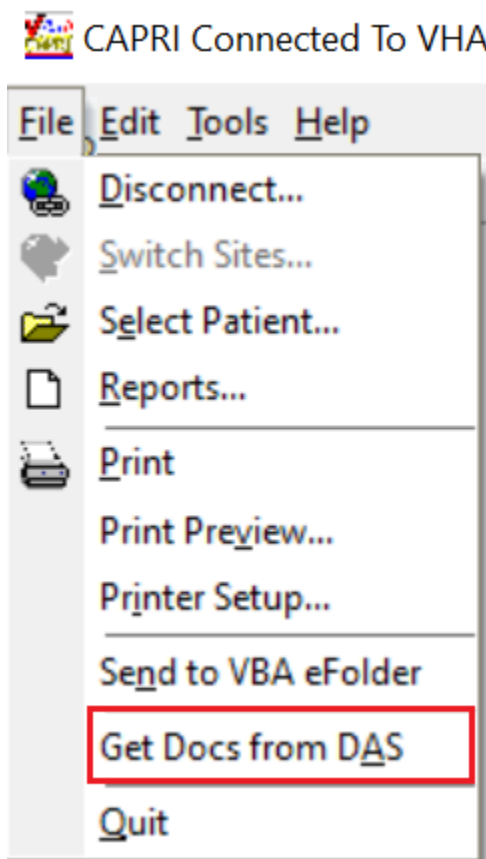 CAPRI Connected To VHA
File Edit Tools Help
Disconnect...
Switch Sites...
Select Patient...
Reports...
Print
Print Preview...
Printer Setup...
Send to VBA eFolder
Get Docs from DAS
Quit